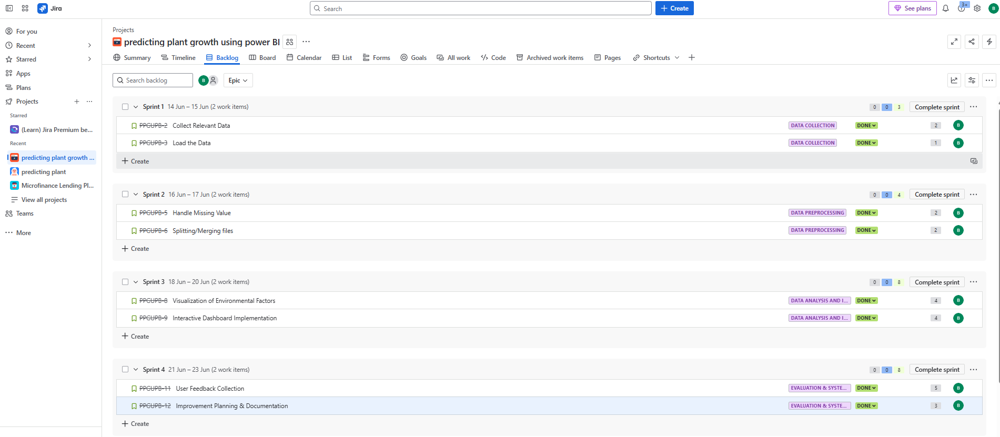 Jira
Search
Create
See plans
3+
B
For you
Recent
Starred
Apps
Plans
Projects
Starred
(Learn) Jira Premium be...
Recent
predicting plant growth ...
predicting plant
Microfinance Lending Pl...
View all projects
Teams
More
Projects
predicting plant growth using power BI
Summary Timeline Backlog Board Calendar List Forms Goals All work Code Archived work items Pages Shortcuts
Search backlog B Epic
Sprint 1 14 Jun – 15 Jun (2 work items) 0 0 3 Complete sprint
PPGUPB-2 Collect Relevant Data DATA COLLECTION DONE 2 B
PPGUPB-3 Load the Data DATA COLLECTION DONE 1 B
Create
Sprint 2 16 Jun – 17 Jun (2 work items) 0 0 4 Complete sprint
PPGUPB-5 Handle Missing Value DATA PREPROCESSING DONE 2 B
PPGUPB-6 Splitting/Merging files DATA PREPROCESSING DONE 2 B
Create
Sprint 3 18 Jun – 20 Jun (2 work items) 0 0 8 Complete sprint
PPGUPB-8 Visualization of Environmental Factors DATA ANALYSIS AND I... DONE 4 B
PPGUPB-9 Interactive Dashboard Implementation DATA ANALYSIS AND I... DONE 4 B
Create
Sprint 4 21 Jun – 23 Jun (2 work items) 0 0 8 Complete sprint
PPGUPB-11 User Feedback Collection EVALUATION & SYSTE... DONE 5 B
PPGUPB-12 Improvement Planning & Documentation EVALUATION & SYSTE... DONE 3 B
Create